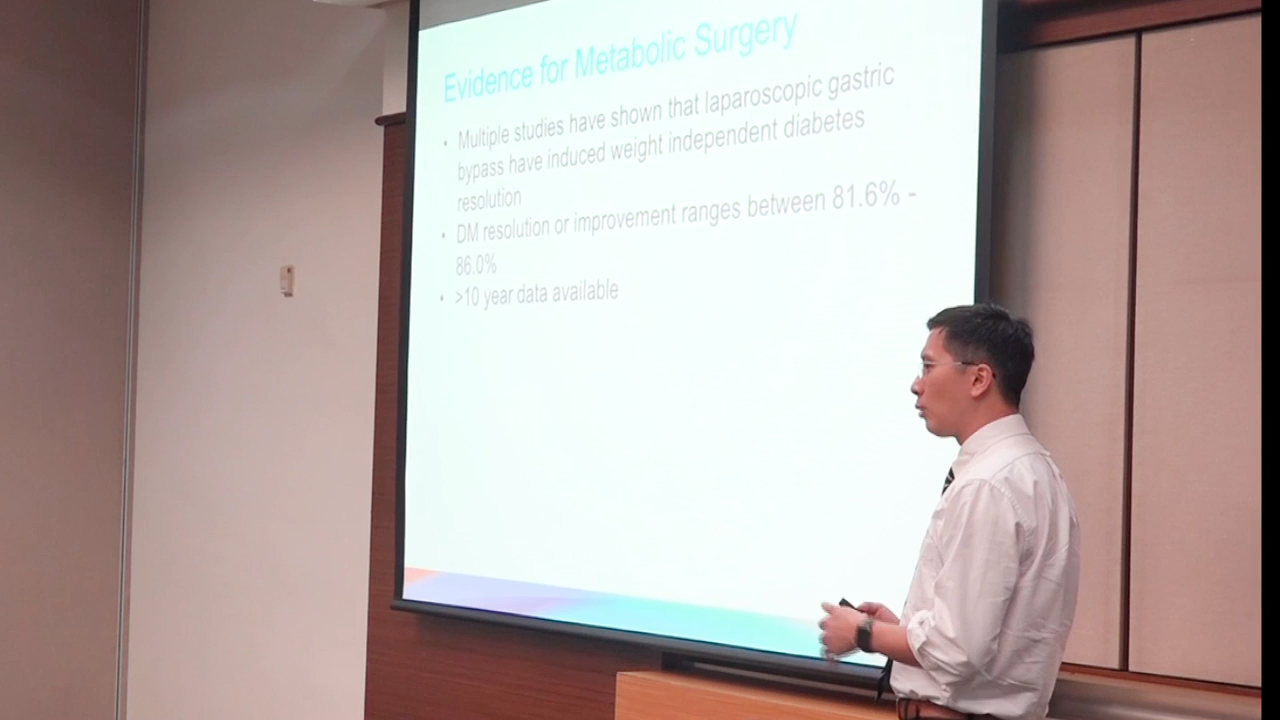 Evidence for Metabolic Surgery
• Multiple studies have shown that laparoscopic gastric
bypass have induced weight independent diabetes
resolution
• DM resolution or improvement ranges between 81.6% -
86.0%
• >10 year data available